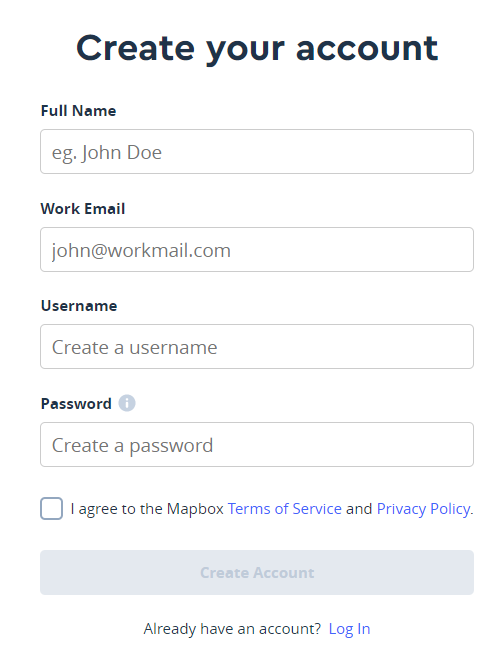 Create your account
Full Name
eg. John Doe
Work Email
john@workmail.com
Username
Create a username
Password
Create a password
I agree to the Mapbox Terms of Service and Privacy Policy.
Create Account
Already have an account? Log In